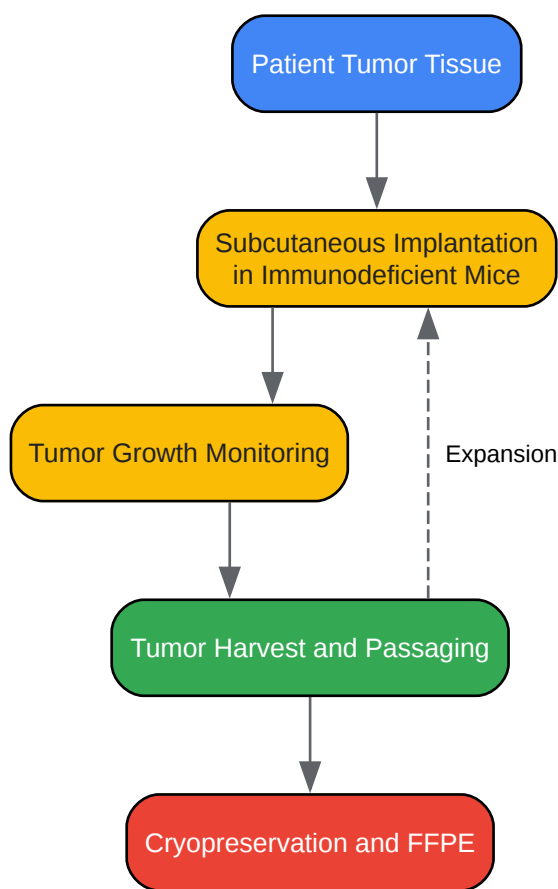 Patient Tumor Tissue
Subcutaneous Implantation
in Immunodeficient Mice
Tumor Growth Monitoring
Expansion
Tumor Harvest and Passaging
Cryopreservation and FFPE